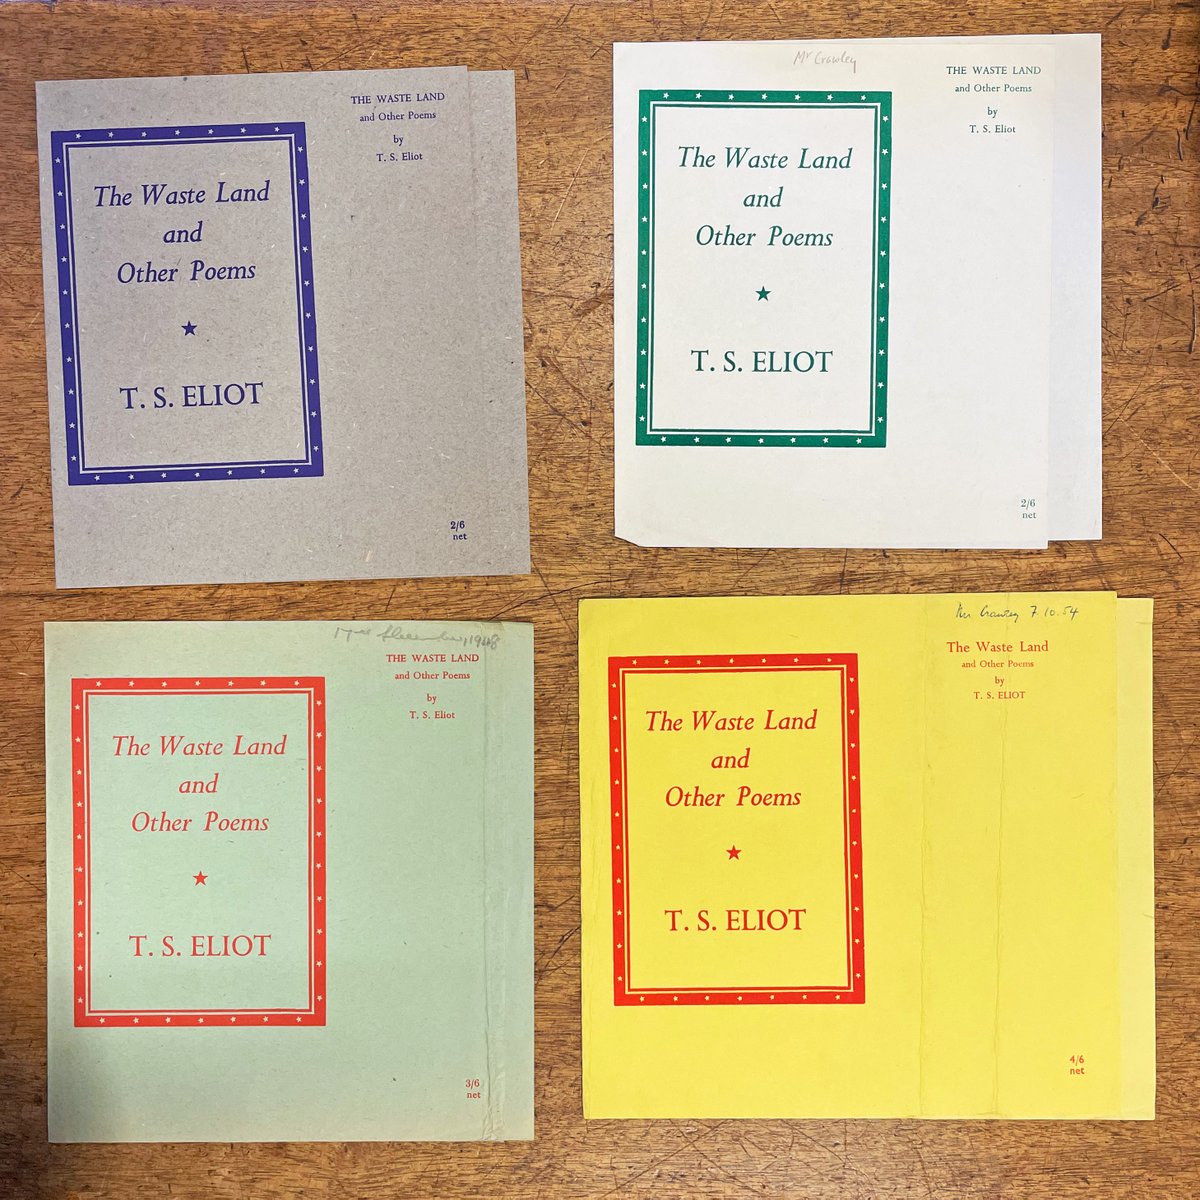 THE WASTE LAND
and Other Poems
by
T. S. Eliot
The Waste Land
and
Other Poems
T. S. ELIOT
2/6
net
Mr Crawley
THE WASTE LAND
and Other Poems
by
T. S. Eliot
The Waste Land
and
Other Poems
T. S. ELIOT
2/6
net
THE WASTE LAND
and Other Poems
by
T. S. Eliot
The Waste Land
and
Other Poems
T. S. ELIOT
3/6
net
Crawley 7.10.54
The Waste Land
and Other Poems
by
T. S. ELIOT
The Waste Land
and
Other Poems
T. S. ELIOT
4/6
net